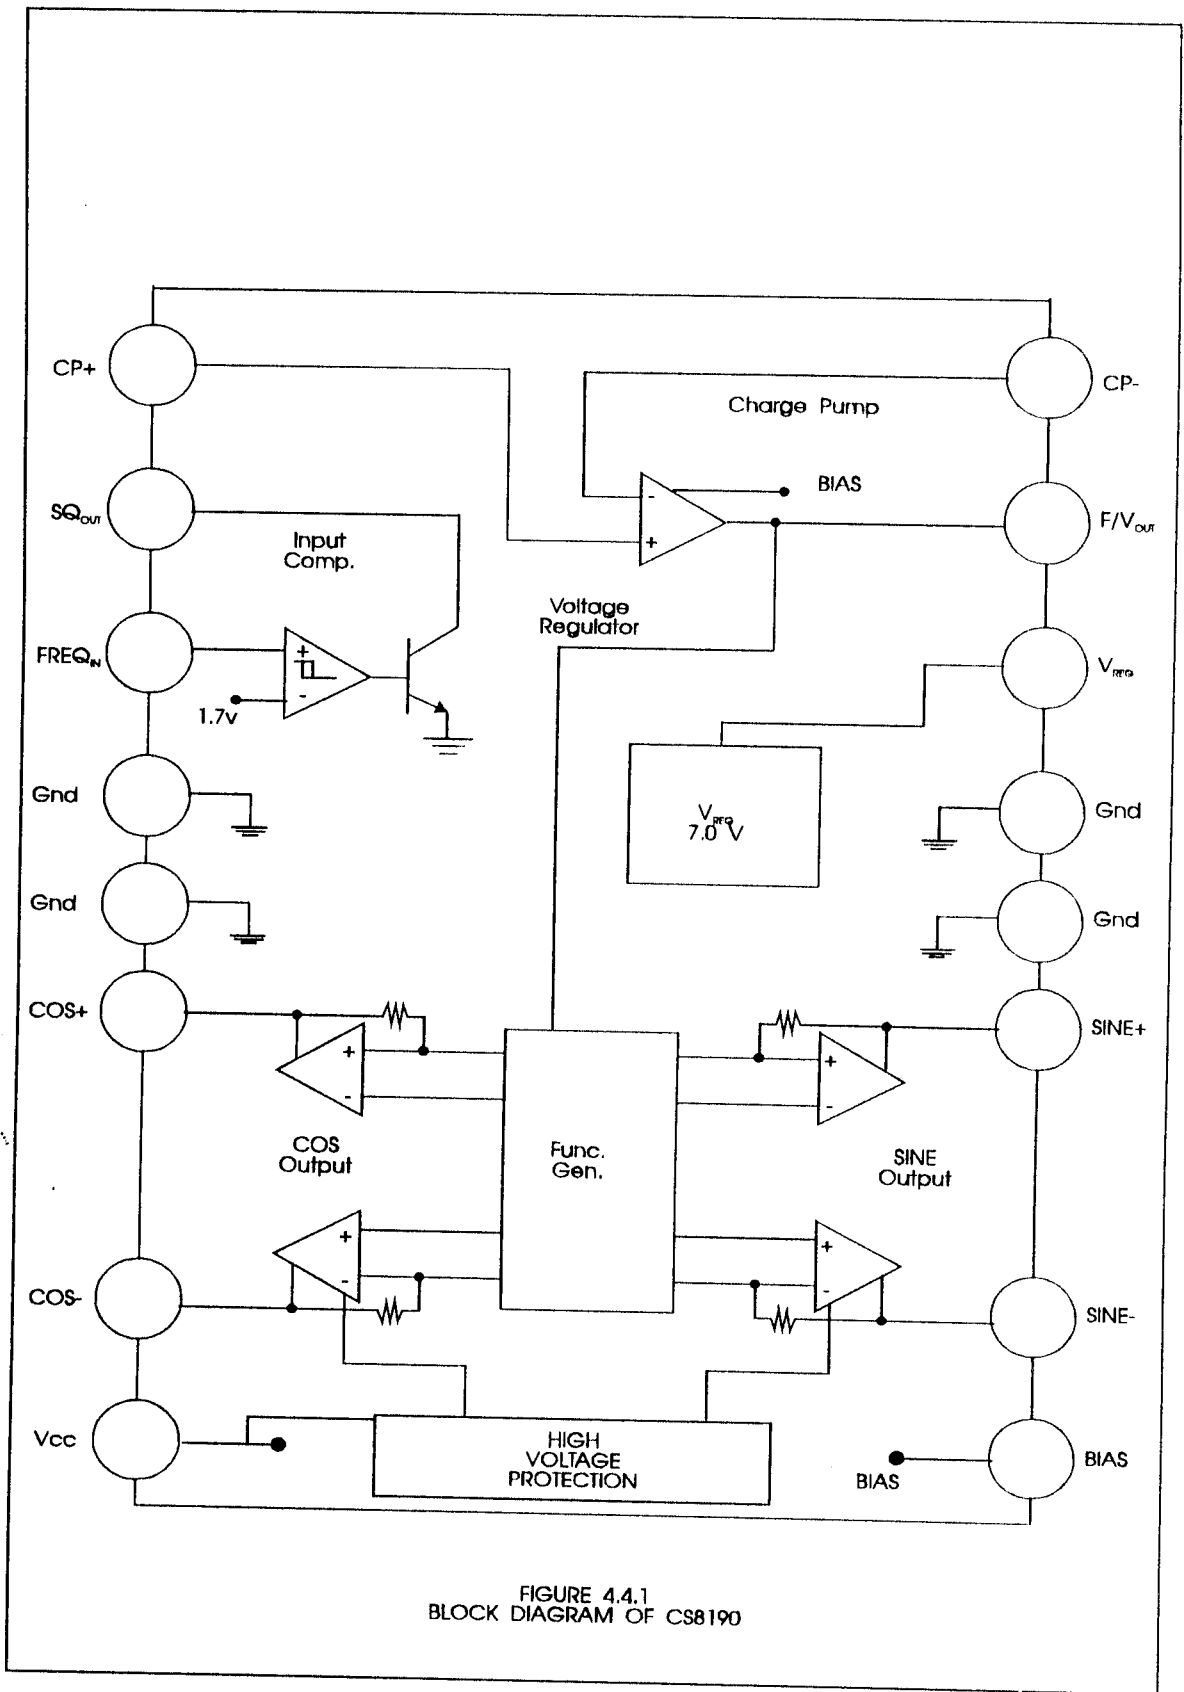 CP+
CP-
Charge Pump
BIAS
SQOUT
F/VOUT
-
+
Input
Comp.
Voltage
Regulator
FREQIN
+
-
1.7v
VREG
Gnd
Gnd
VREG
7.0 V
Gnd
Gnd
COS+
SINE+
+
-
+
-
COS
Output
Func.
Gen.
SINE
Output
+
-
+
-
COS-
SINE-
Vcc
HIGH
VOLTAGE
PROTECTION
BIAS
BIAS
FIGURE 4.4.1
BLOCK DIAGRAM OF CS8190